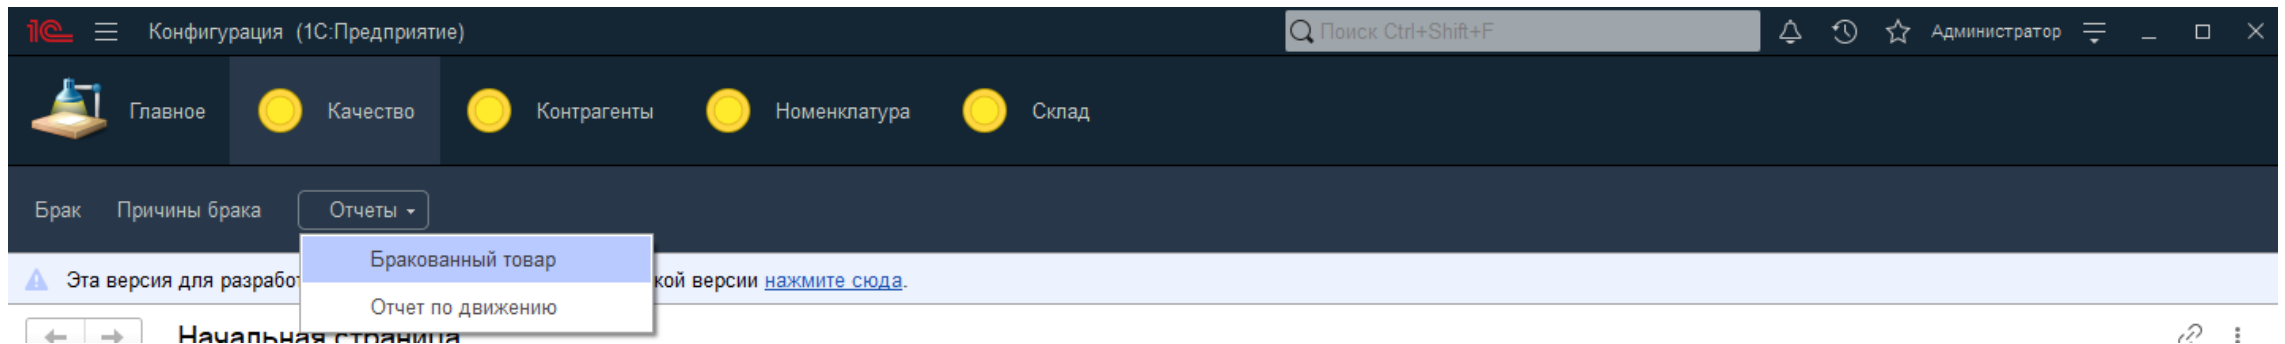 1С Конфигурация (1С:Предприятие) Поиск Ctrl+Shift+F Администратор
Главное Качество Контрагенты Номенклатура Склад
Брак Причины брака Отчеты
Бракованный товар
Эта версия для разрабо кой версии нажмите сюда.
Отчет по движению
Начальная страница